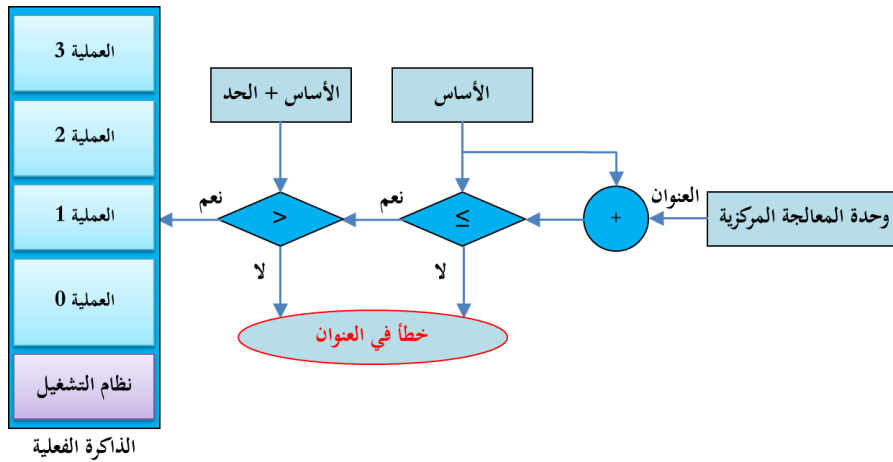 العملية 3
العملية 2
العملية 1
العملية 0
نظام التشغيل
الذاكرة الفعلية
الأساس + الحد
الأساس
وحدة المعالجة المركزية
العنوان
+
≤
نعم
لا
>
نعم
لا
خطأ في العنوان